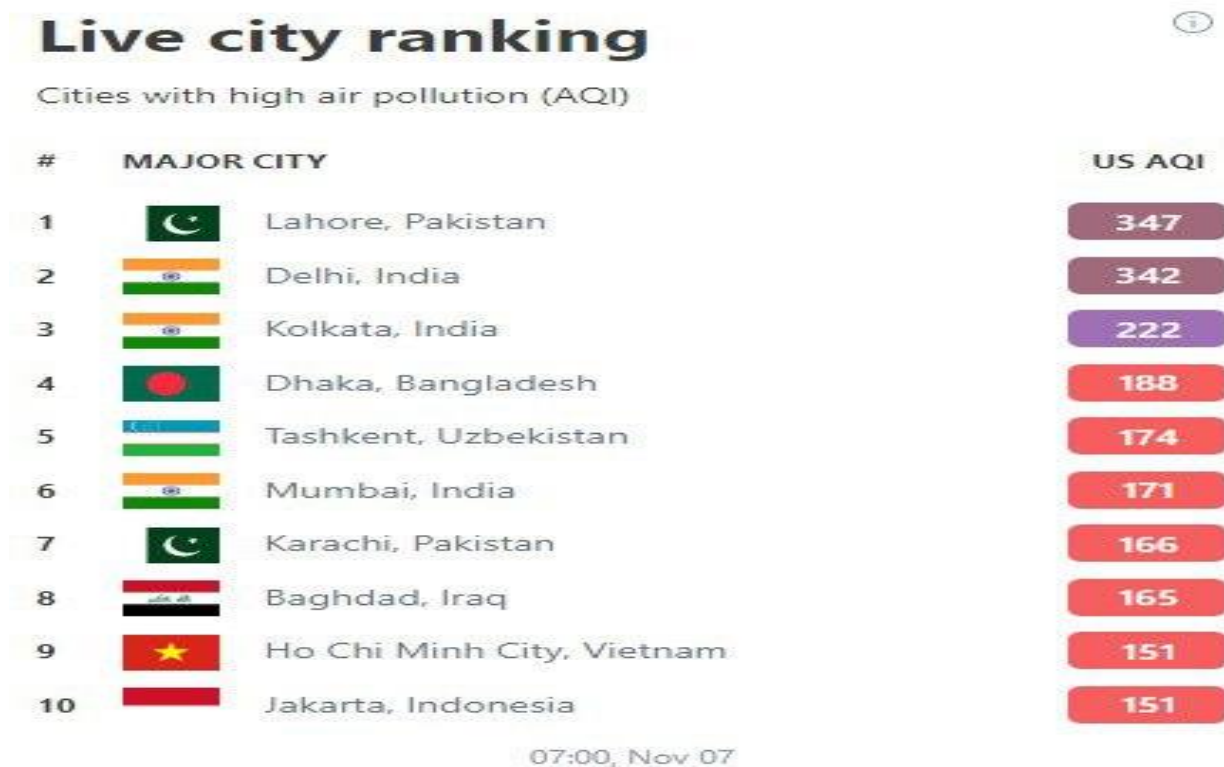 Live city ranking
Cities with high air pollution (AQI)
# MAJOR CITY US AQI
1 Lahore, Pakistan 347
2 Delhi, India 342
3 Kolkata, India 222
4 Dhaka, Bangladesh 188
5 Tashkent, Uzbekistan 174
6 Mumbai, India 171
7 Karachi, Pakistan 166
8 Baghdad, Iraq 165
9 Ho Chi Minh City, Vietnam 151
10 Jakarta, Indonesia 151
07:00, Nov 07